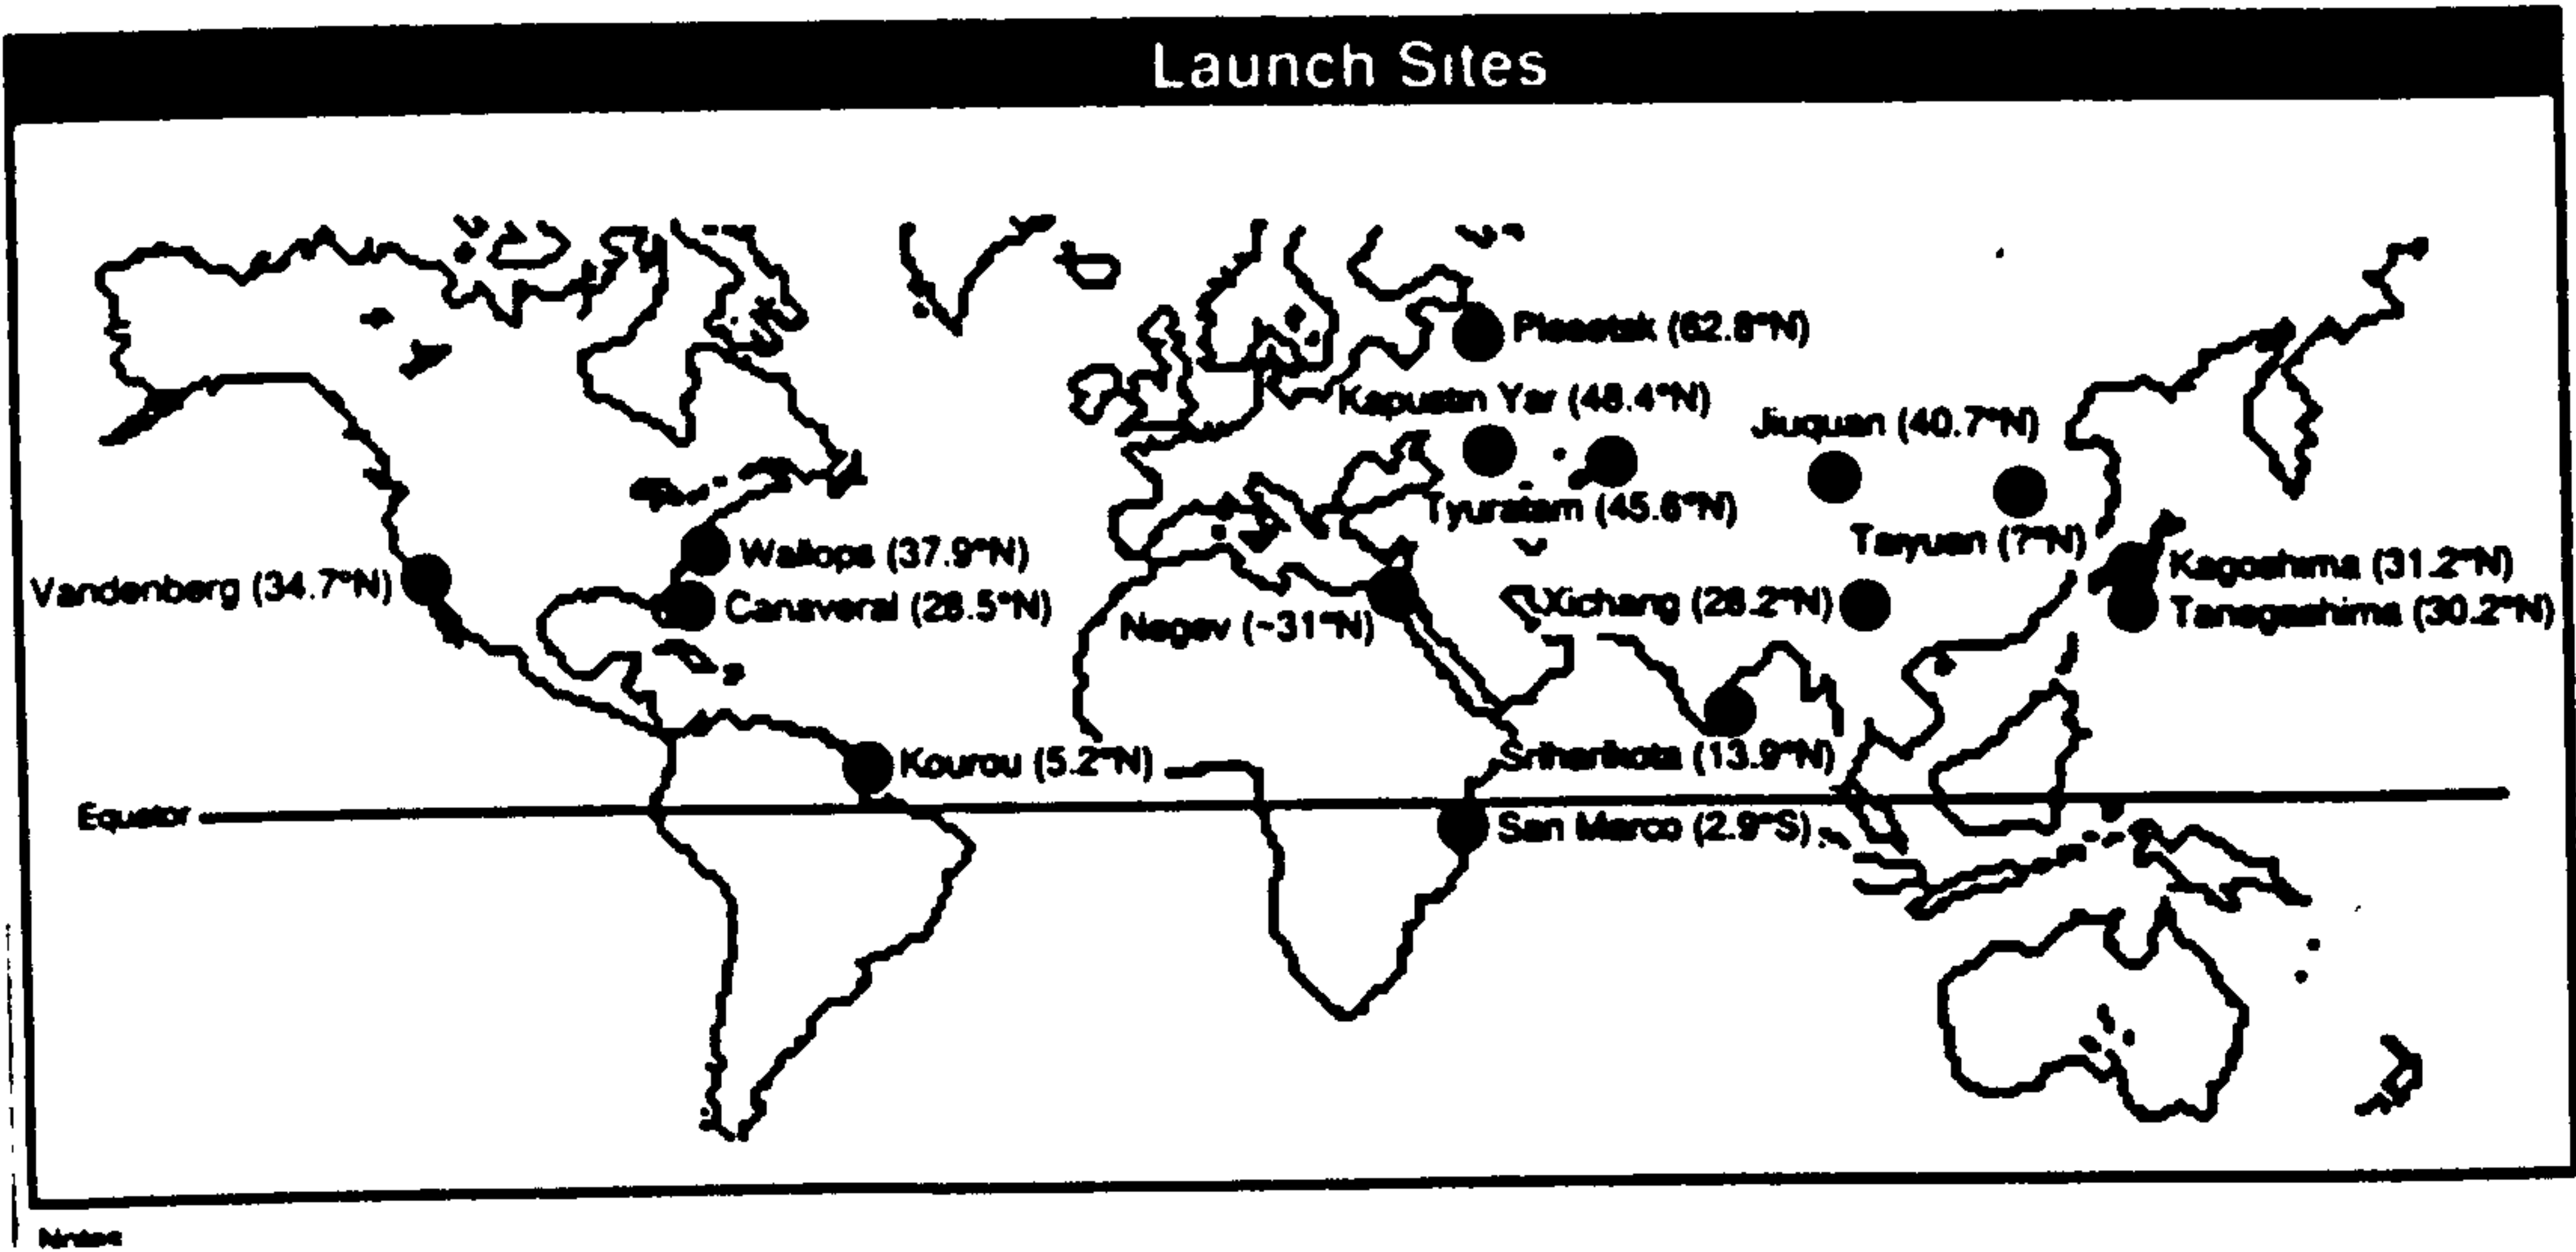 Launch Sites
Plesetsk (62.8°N)
Kapustin Yar (48.4°N)
Jiuquan (40.7°N)
Tyuratam (45.6°N)
Taiyuan (?°N)
Wallops (37.9°N)
Kagoshima (31.2°N)
Vandenberg (34.7°N)
Canaveral (28.5°N)
Xichang (28.2°N)
Tanegashima (30.2°N)
Negev (~31°N)
Kourou (5.2°N)
Sriharikota (13.9°N)
Equator
San Marco (2.9°S)